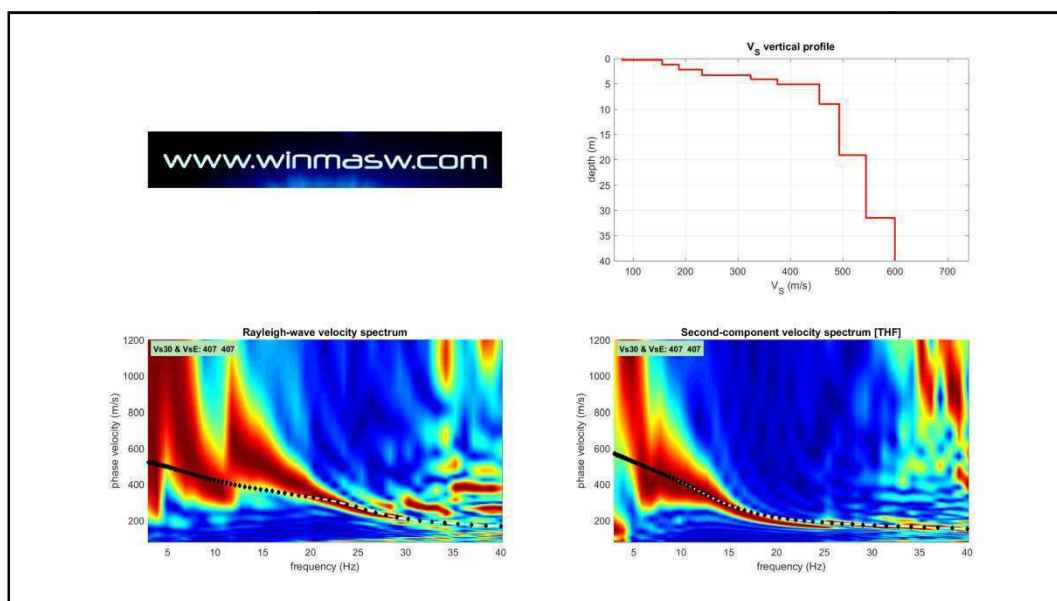 www.winmasw.com
V_S vertical profile
0
5
10
15
20
25
30
35
40
depth (m)
100 200 300 400 500 600 700
V_S (m/s)
Rayleigh-wave velocity spectrum
Vs30 & VsE: 407 407
1200
1000
800
600
400
200
phase velocity (m/s)
5 10 15 20 25 30 35 40
frequency (Hz)
Second-component velocity spectrum [THF]
Vs30 & VsE: 407 407
1200
1000
800
600
400
200
phase velocity (m/s)
5 10 15 20 25 30 35 40
frequency (Hz)